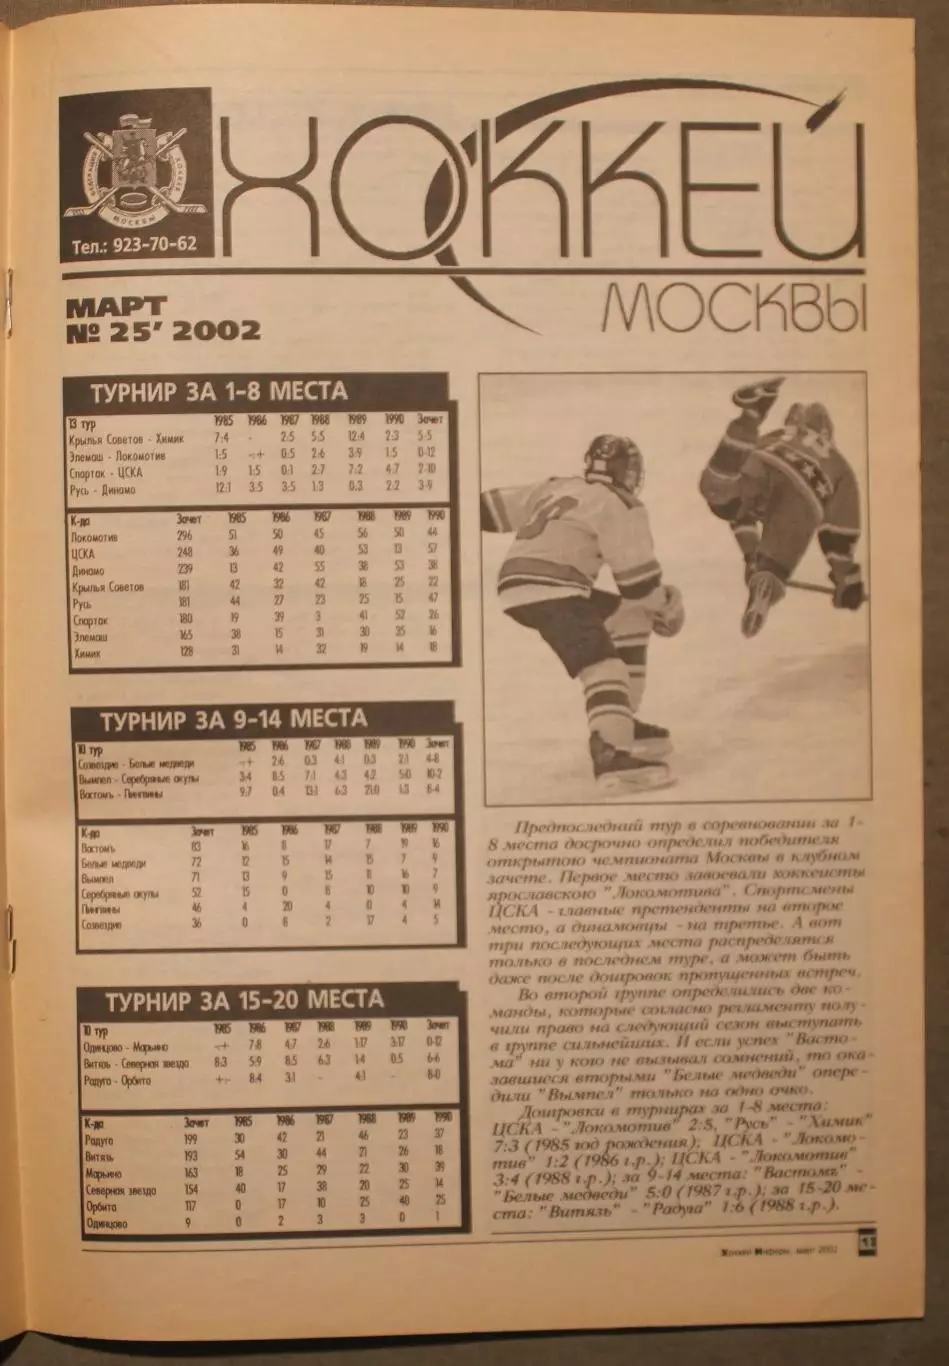 ХОККЕЙ
МОСКВЫ
ФЕДЕРАЦИЯ ХОККЕЯ
МОСКВЫ
Тел.: 923-70-62
МАРТ
№ 25' 2002
ТУРНИР ЗА 1-8 МЕСТА
13 тур 1985 1986 1987 1988 1989 1990 Зачет
Крылья Советов - Химик 7:4 - 2:5 5:5 12:4 2:3 5-5
Элемаш - Локомотив 1:5 -:+ 0:5 2:6 3:9 1:5 0-12
Спартак - ЦСКА 1:9 1:5 0:1 2:7 7:2 4:7 2-10
Русь - Динамо 12:1 3:5 3:5 1:3 0:3 2:2 3-9
К-да Зачет 1985 1986 1987 1988 1989 1990
Локомотив 296 51 50 45 56 50 44
ЦСКА 248 36 49 40 53 13 57
Динамо 239 13 42 55 38 53 38
Крылья Советов 181 42 32 42 18 25 22
Русь 181 44 27 23 25 15 47
Спартак 180 19 39 3 41 52 26
Элемаш 165 38 15 31 30 35 16
Химик 128 31 14 32 19 14 18
ТУРНИР ЗА 9-14 МЕСТА
10 тур 1985 1986 1987 1988 1989 1990 Зачет
Созвездие - Белые медведи -:+ 2:6 0:3 4:1 0:3 2:1 4-8
Вымпел - Серебряные акулы 3:4 8:5 7:1 4:3 4:2 5:0 10-2
Вастомъ - Пингвины 9:7 0:4 13:1 6:3 21:0 1:3 8-4
К-да Зачет 1985 1986 1987 1988 1989 1990
Вастомъ 83 16 8 17 7 19 16
Белые медведи 72 12 15 14 15 7 9
Вымпел 71 13 9 15 11 16 7
Серебряные акулы 52 15 0 8 10 10 9
Пингвины 46 4 20 4 0 4 14
Созвездие 36 0 8 2 17 4 5
ТУРНИР ЗА 15-20 МЕСТА
10 тур 1985 1986 1987 1988 1989 1990 Зачет
Одинцово - Марьино -:+ 7:8 4:7 2:6 1:17 3:17 0-12
Витязь - Северная звезда 8:3 5:9 8:5 6:3 1:4 0:5 6-6
Радуга - Орбита +:- 8:4 3:1 - 4:1 - 8-0
К-да Зачет 1985 1986 1987 1988 1989 1990
Радуга 199 30 42 21 46 23 37
Витязь 193 54 30 44 21 26 18
Марьино 163 18 25 29 22 30 39
Северная звезда 154 40 17 38 20 25 14
Орбита 117 0 17 10 25 40 25
Одинцово 9 0 2 3 3 0 1
Предпоследний тур в соревновании за 1-
8 места досрочно определил победителя
открытого чемпионата Москвы в клубном
зачете. Первое место завоевали хоккеисты
ярославского "Локомотива". Спортсмены
ЦСКА - главные претенденты на второе
место, а динамовцы - на третье. А вот
три последующих места распределятся
только в последнем туре, а может быть
даже после доигровок пропущенных встреч.
Во второй группе определились две ко-
манды, которые согласно регламенту полу-
чили право на следующий сезон выступать
в группе сильнейших. И если успех "Васто-
ма" ни у кого не вызывал сомнений, то ока-
завшиеся вторыми "Белые медведи" опере-
дили "Вымпел" только на одно очко.
Доигровки в турнирах за 1-8 места:
ЦСКА - "Локомотив" 2:5, "Русь" - "Химик"
7:3 (1985 год рождения); ЦСКА - "Локомо-
тив" 1:2 (1986 г.р.); ЦСКА - "Локомотив"
3:4 (1988 г.р.); за 9-14 места: "Вастомъ" -
"Белые медведи" 5:0 (1987 г.р.); за 15-20 ме-
ста: "Витязь" - "Радуга" 1:6 (1988 г.р.).
Хоккей Информ, март 2002